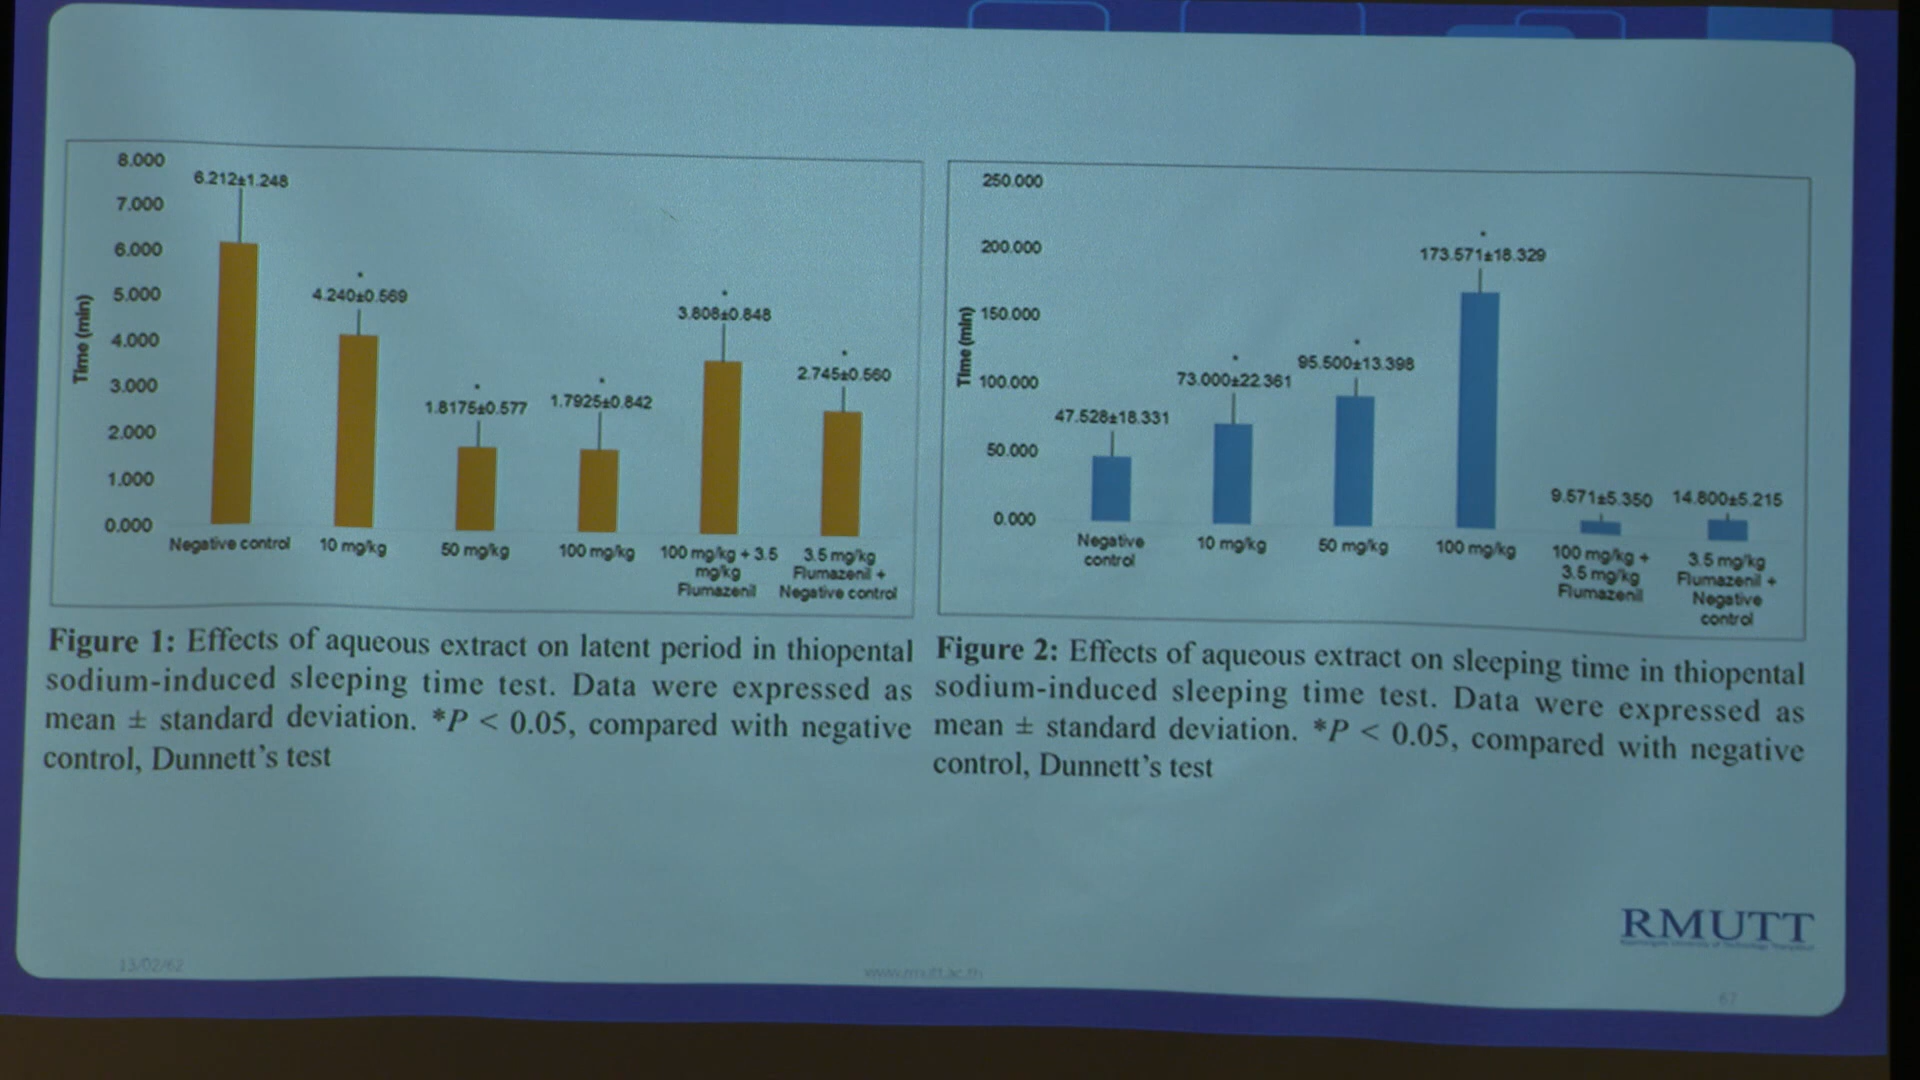 8.000
7.000
6.000
5.000
4.000
3.000
2.000
1.000
0.000
Time (min)
6.212±1.248
*
4.240±0.569
*
1.8175±0.577
*
1.7925±0.842
*
3.808±0.848
*
2.745±0.560
Negative control
10 mg/kg
50 mg/kg
100 mg/kg
100 mg/kg + 3.5
mg/kg
Flumazenil
3.5 mg/kg
Flumazenil +
Negative control
Figure 1: Effects of aqueous extract on latent period in thiopental
sodium-induced sleeping time test. Data were expressed as
mean ± standard deviation. *P < 0.05, compared with negative
control, Dunnett's test
250.000
200.000
150.000
100.000
50.000
0.000
Time (min)
47.528±18.331
*
73.000±22.361
*
95.500±13.398
*
173.571±18.329
9.571±5.350
14.800±5.215
Negative
control
10 mg/kg
50 mg/kg
100 mg/kg
100 mg/kg +
3.5 mg/kg
Flumazenil
3.5 mg/kg
Flumazenil +
Negative
control
Figure 2: Effects of aqueous extract on sleeping time in thiopental
sodium-induced sleeping time test. Data were expressed as
mean ± standard deviation. *P < 0.05, compared with negative
control, Dunnett's test
RMUTT
13/02/62
www.rmutt.ac.th
67